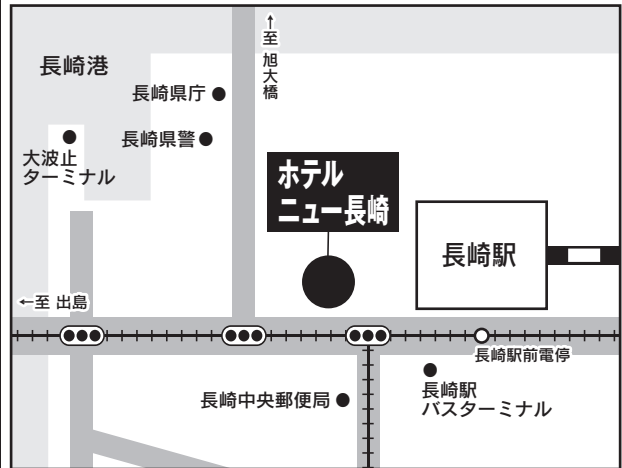 ←至 旭大橋
長崎港
長崎県庁
長崎県警
大波止
ターミナル
ホテル
ニュー長崎
長崎駅
←至 出島
長崎駅前電停
長崎中央郵便局
長崎駅
バスターミナル